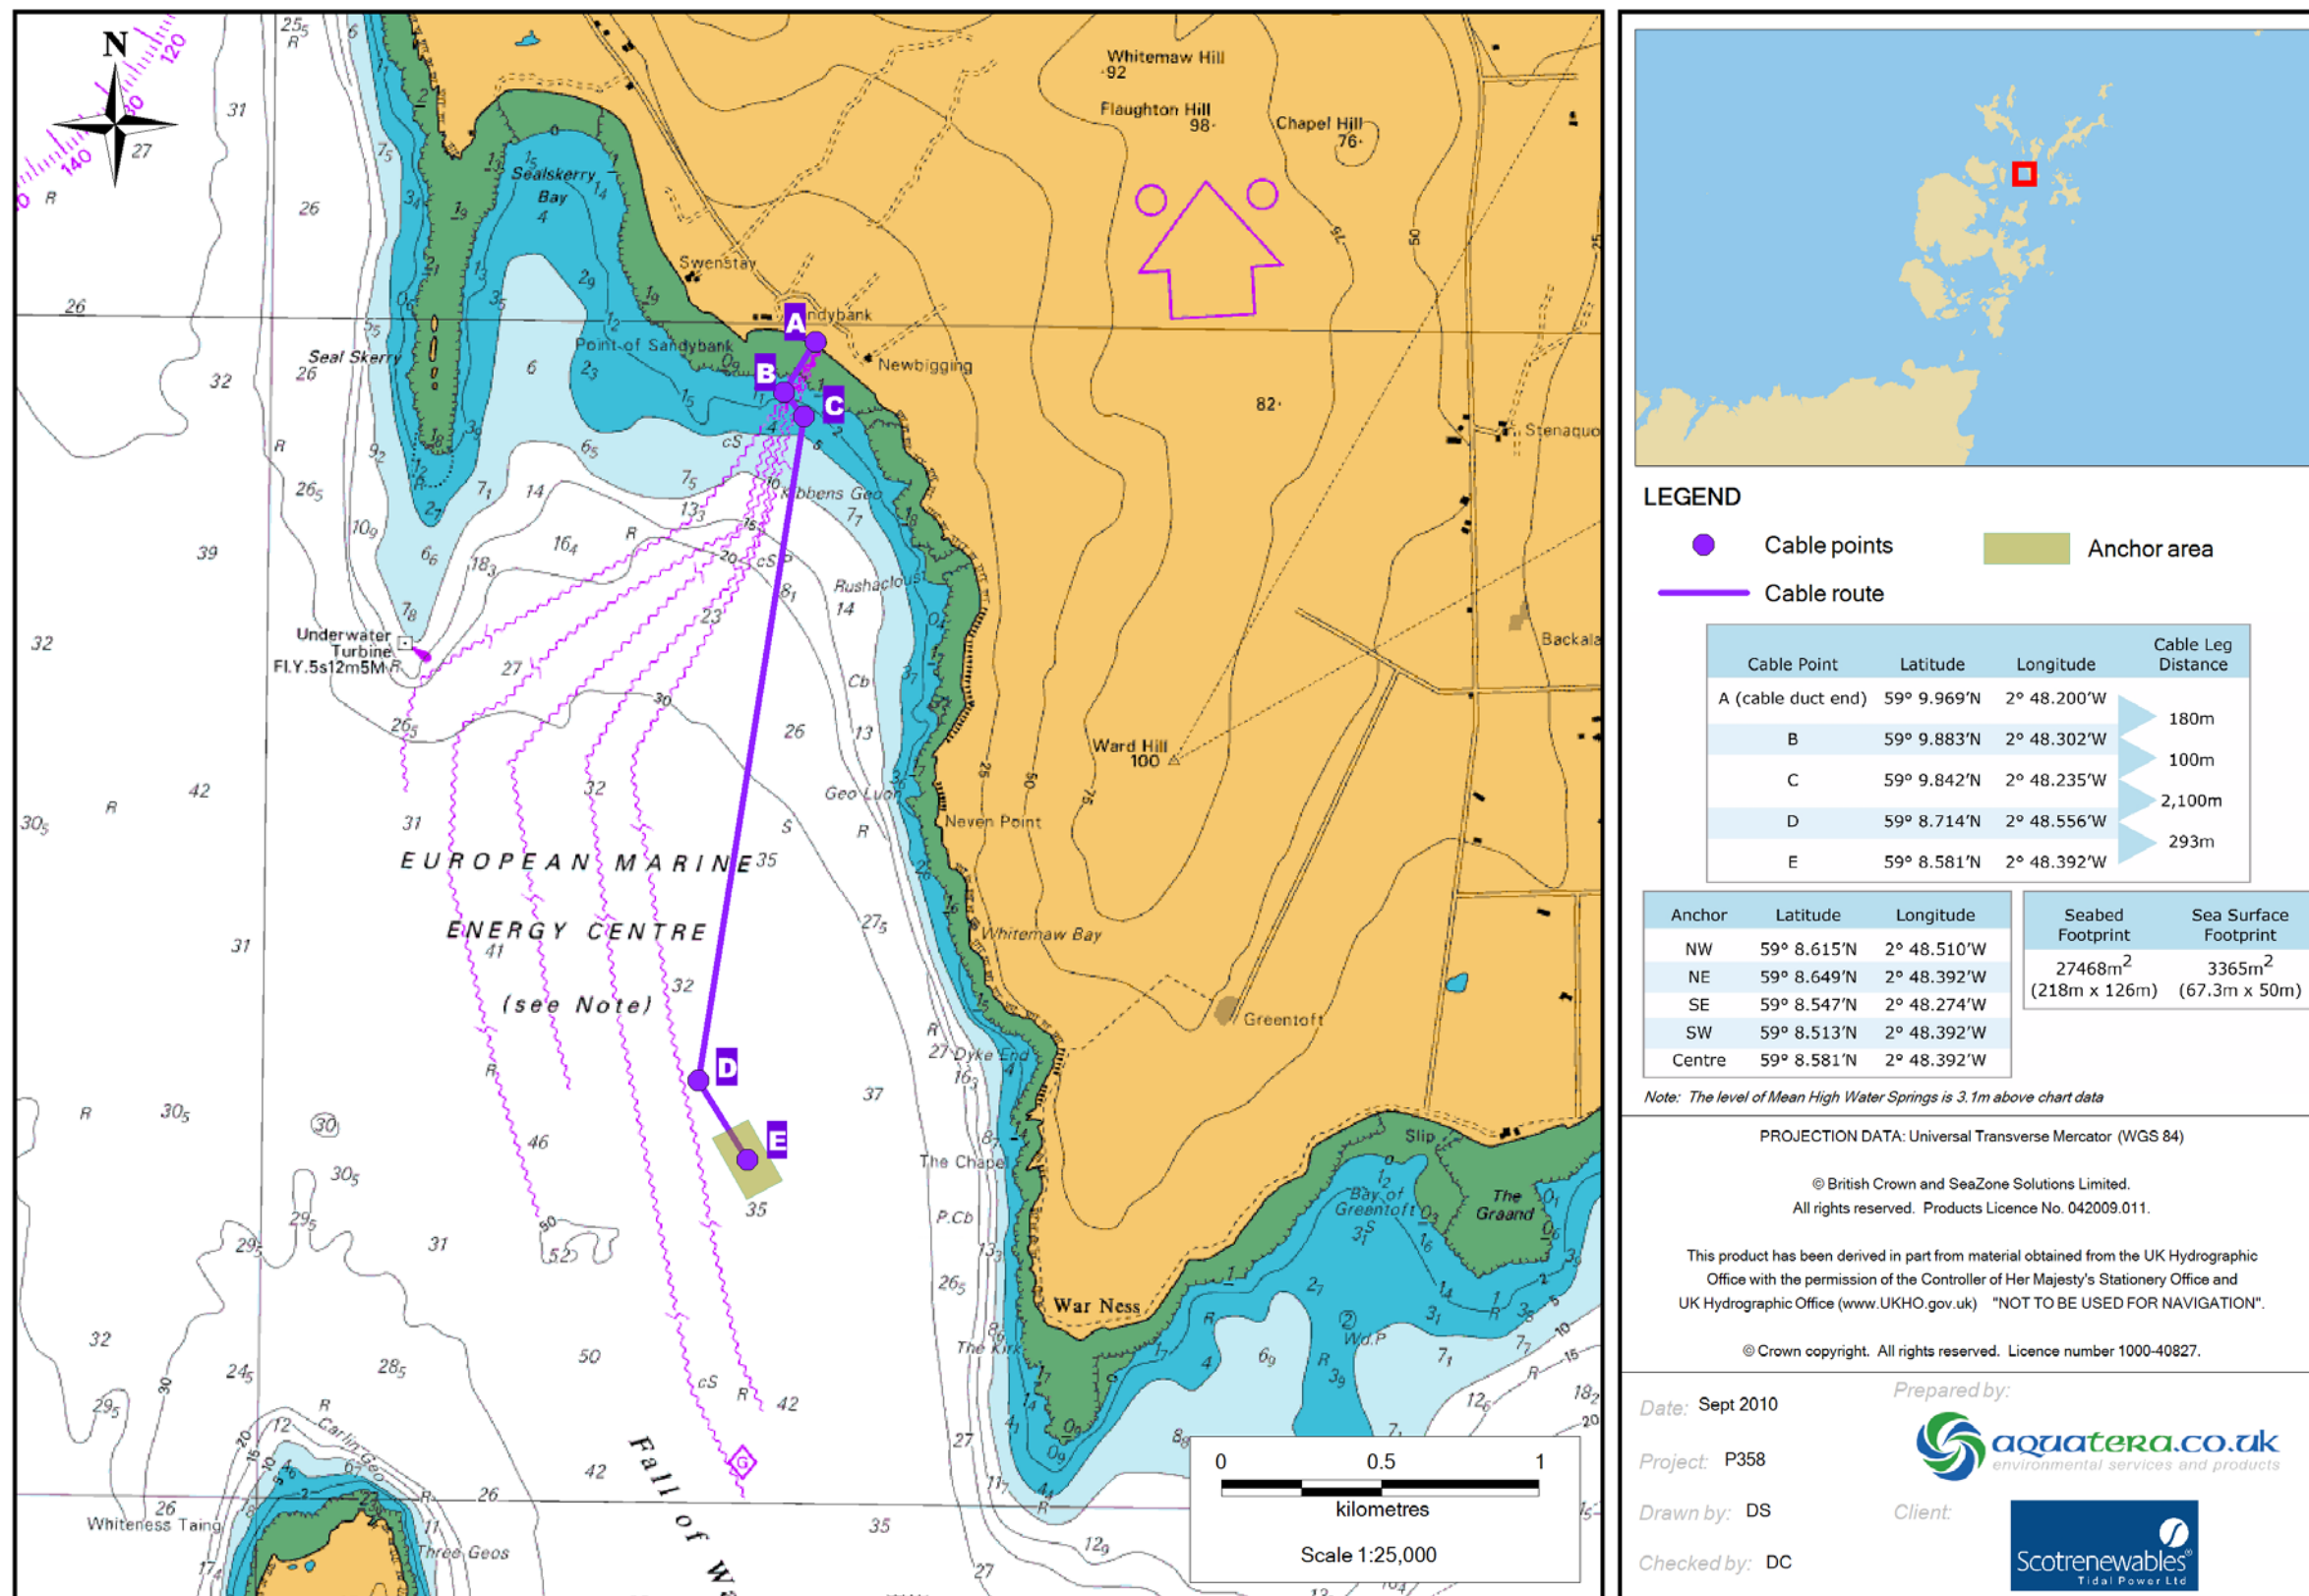 N
Whitemaw Hill
92
Flaughton Hill
98
Chapel Hill
76
Sealskerry
Bay
Swenstay
A
ndybank
Point of Sandybank
Newbigging
Seal Skerry
B
C
82
Stenaquo
Kibbens Geo
Rushaclous
Underwater
Turbine
Fl.Y.5s12m5M
Backala
Ward Hill
100
Geo Luon
Neven Point
EUROPEAN MARINE
ENERGY CENTRE
(see Note)
Whitemaw Bay
Greentoft
Dyke End
D
E
The Chapel
Slip
Bay of
Greentoft
The
Graand
War Ness
The Kirk
Carlin Geo
Whiteness Taing
Three Geos
Fall of Wa
0 0.5 1
kilometres
Scale 1:25,000
LEGEND
Cable points
Anchor area
Cable route
Cable Point Latitude Longitude Cable Leg Distance
A (cable duct end) 59° 9.969'N 2° 48.200'W
180m
B 59° 9.883'N 2° 48.302'W
100m
C 59° 9.842'N 2° 48.235'W
2,100m
D 59° 8.714'N 2° 48.556'W
293m
E 59° 8.581'N 2° 48.392'W
Anchor Latitude Longitude
NW 59° 8.615'N 2° 48.510'W
NE 59° 8.649'N 2° 48.392'W
SE 59° 8.547'N 2° 48.274'W
SW 59° 8.513'N 2° 48.392'W
Centre 59° 8.581'N 2° 48.392'W
Seabed Footprint Sea Surface Footprint
27468m² 3365m²
(218m x 126m) (67.3m x 50m)
Note: The level of Mean High Water Springs is 3.1m above chart data
PROJECTION DATA: Universal Transverse Mercator (WGS 84)
© British Crown and SeaZone Solutions Limited.
All rights reserved. Products Licence No. 042009.011.
This product has been derived in part from material obtained from the UK Hydrographic
Office with the permission of the Controller of Her Majesty's Stationery Office and
UK Hydrographic Office (www.UKHO.gov.uk) "NOT TO BE USED FOR NAVIGATION".
© Crown copyright. All rights reserved. Licence number 1000-40827.
Date: Sept 2010
Prepared by:
aquatera.co.uk
environmental services and products
Project: P358
Drawn by: DS
Client:
Scotrenewables®
Tidal Power Ltd
Checked by: DC